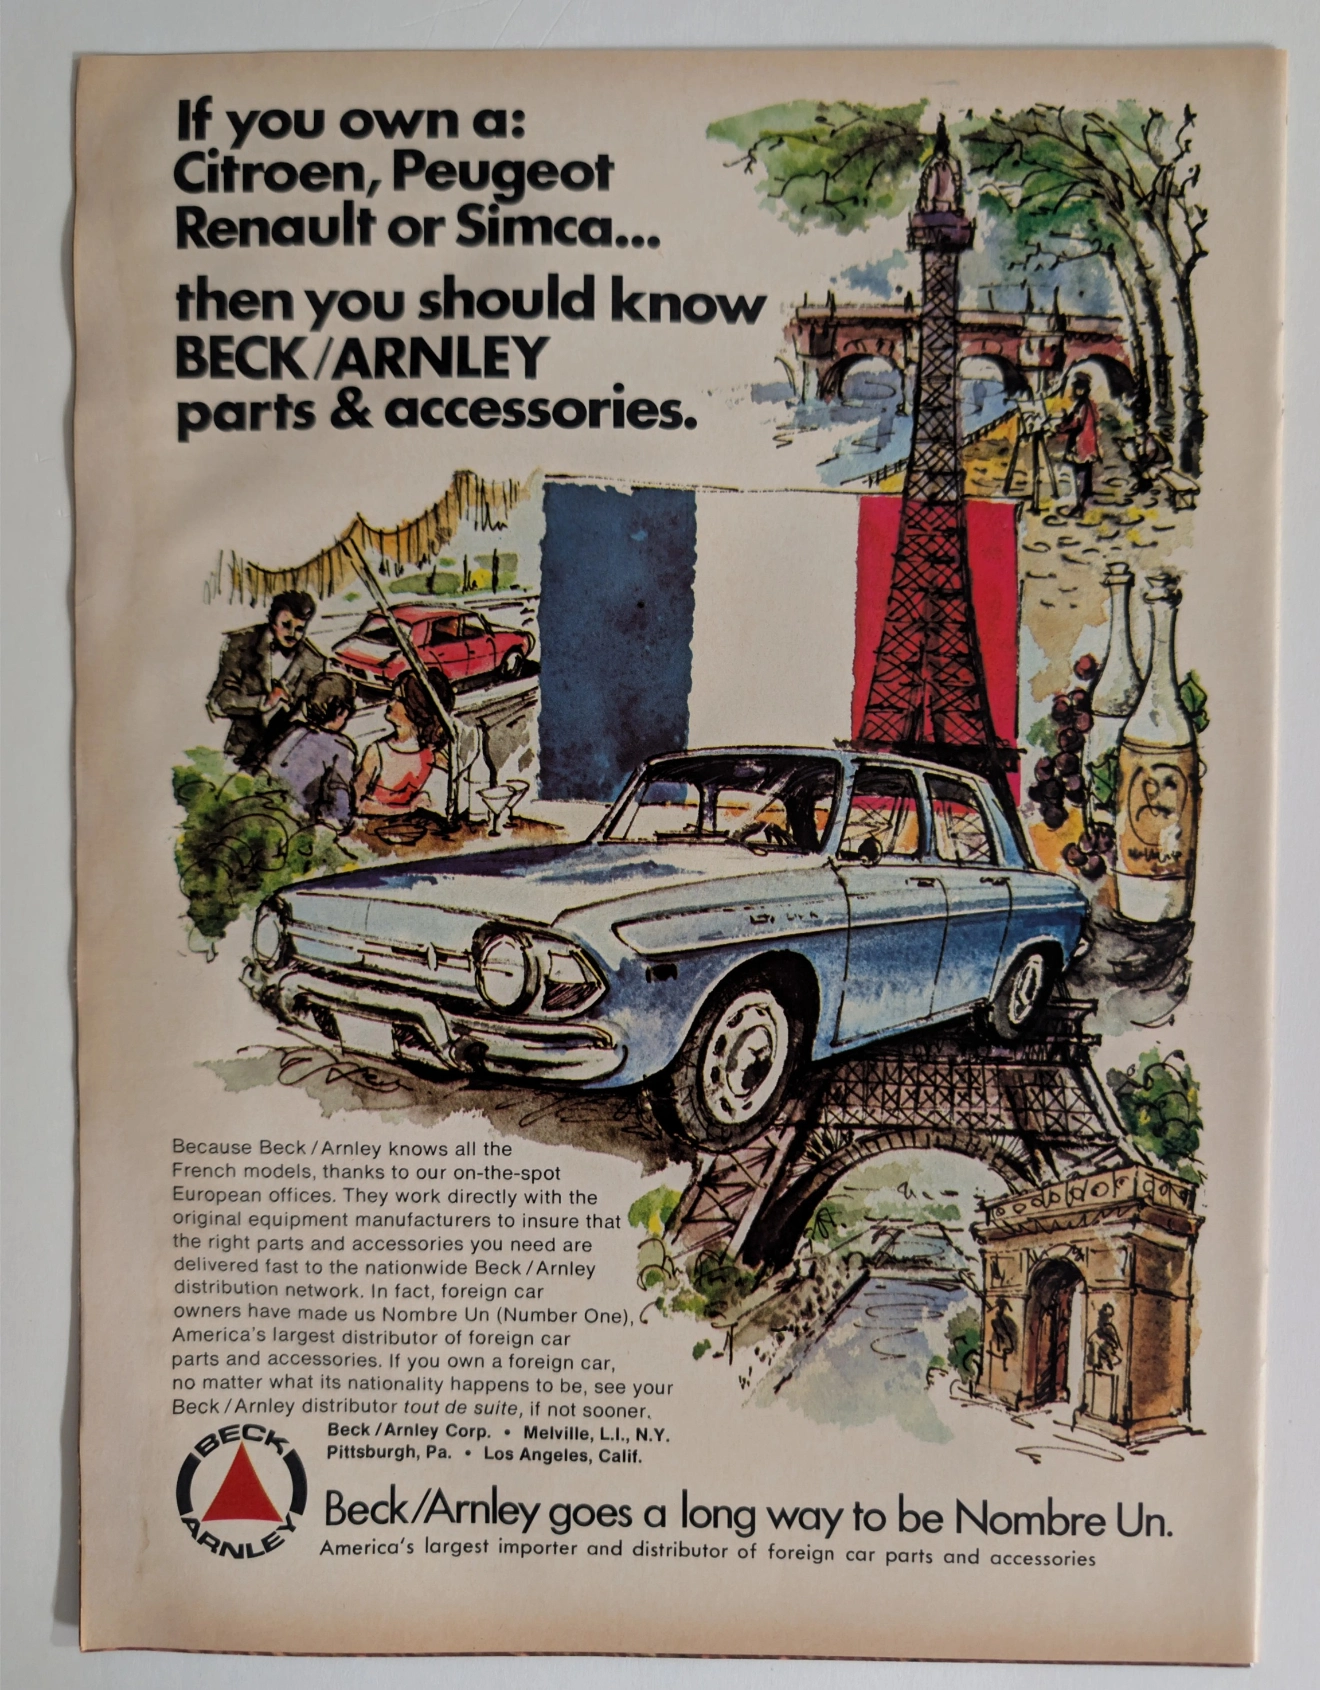 If you own a:
Citroen, Peugeot
Renault or Simca...
then you should know
BECK/ARNLEY
parts & accessories.
Because Beck/Arnley knows all the
French models, thanks to our on-the-spot
European offices. They work directly with the
original equipment manufacturers to insure that
the right parts and accessories you need are
delivered fast to the nationwide Beck/Arnley
distribution network. In fact, foreign car
owners have made us Nombre Un (Number One),
America's largest distributor of foreign car
parts and accessories. If you own a foreign car,
no matter what its nationality happens to be, see your
Beck/Arnley distributor tout de suite, if not sooner.
Beck/Arnley Corp. • Melville, L.I., N.Y.
Pittsburgh, Pa. • Los Angeles, Calif.
BECK
ARNLEY
Beck/Arnley goes a long way to be Nombre Un.
America's largest importer and distributor of foreign car parts and accessories